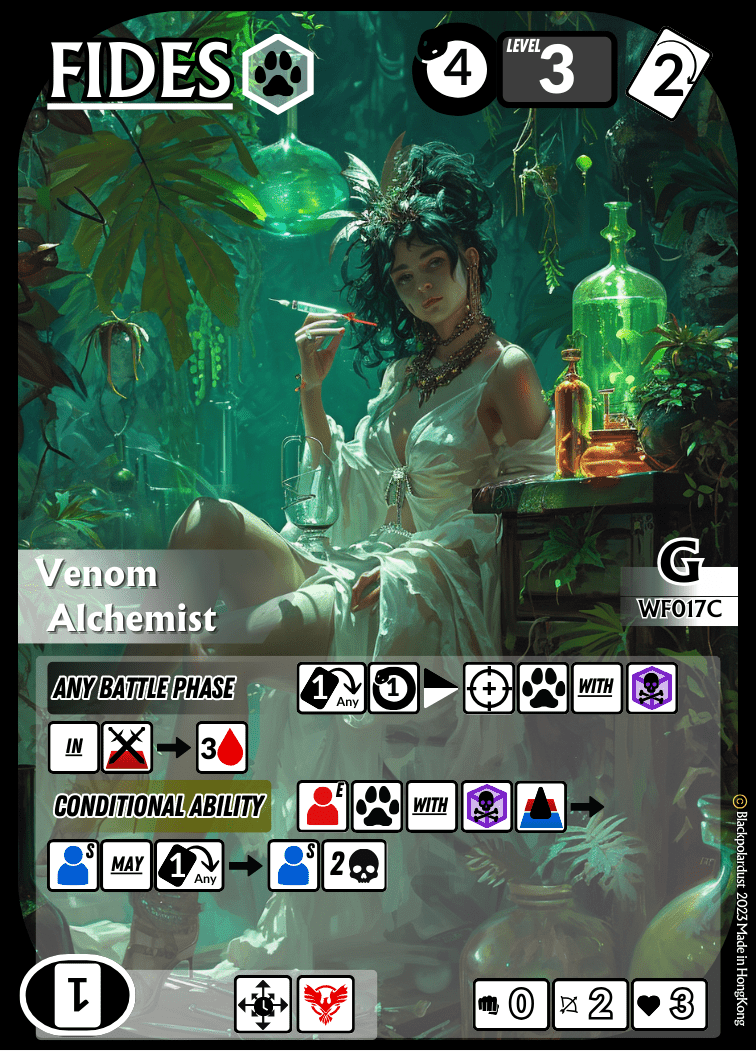 FIDES
4
LEVEL 3
2
Venom
Alchemist
G
WF017C
ANY BATTLE PHASE 1 Any 1 WITH
IN 3
CONDITIONAL ABILITY E WITH
S MAY 1 Any S 2
1
0 2 3
© Blackpolardust 2023 Made in HongKong